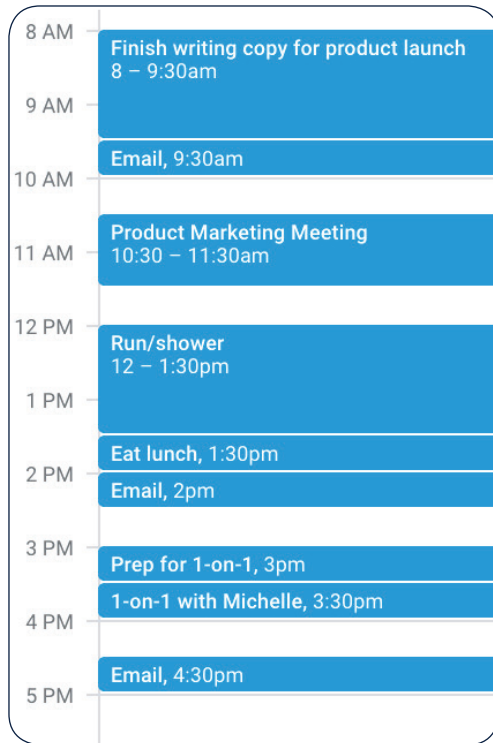 8 AM
Finish writing copy for product launch
8 – 9:30am
9 AM
Email, 9:30am
10 AM
Product Marketing Meeting
11 AM
10:30 – 11:30am
12 PM
Run/shower
12 – 1:30pm
1 PM
Eat lunch, 1:30pm
2 PM
Email, 2pm
3 PM
Prep for 1-on-1, 3pm
1-on-1 with Michelle, 3:30pm
4 PM
Email, 4:30pm
5 PM